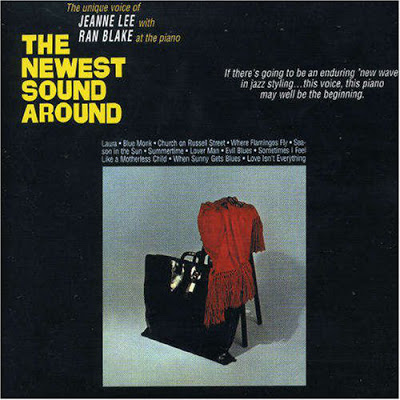 The unique voice of
JEANNE LEE with
RAN BLAKE at the piano
THE
NEWEST
SOUND
AROUND
If there's going to be an enduring "new wave
in jazz styling...this voice, this piano
may well be the beginning.
Laura • Blue Monk • Church on Russell Street • Where Flamingos Fly • Sea-
son in the Sun • Summertime • Lover Man • Evil Blues • Sometimes I Feel
Like a Motherless Child • When Sunny Gets Blues • Love Isn't Everything